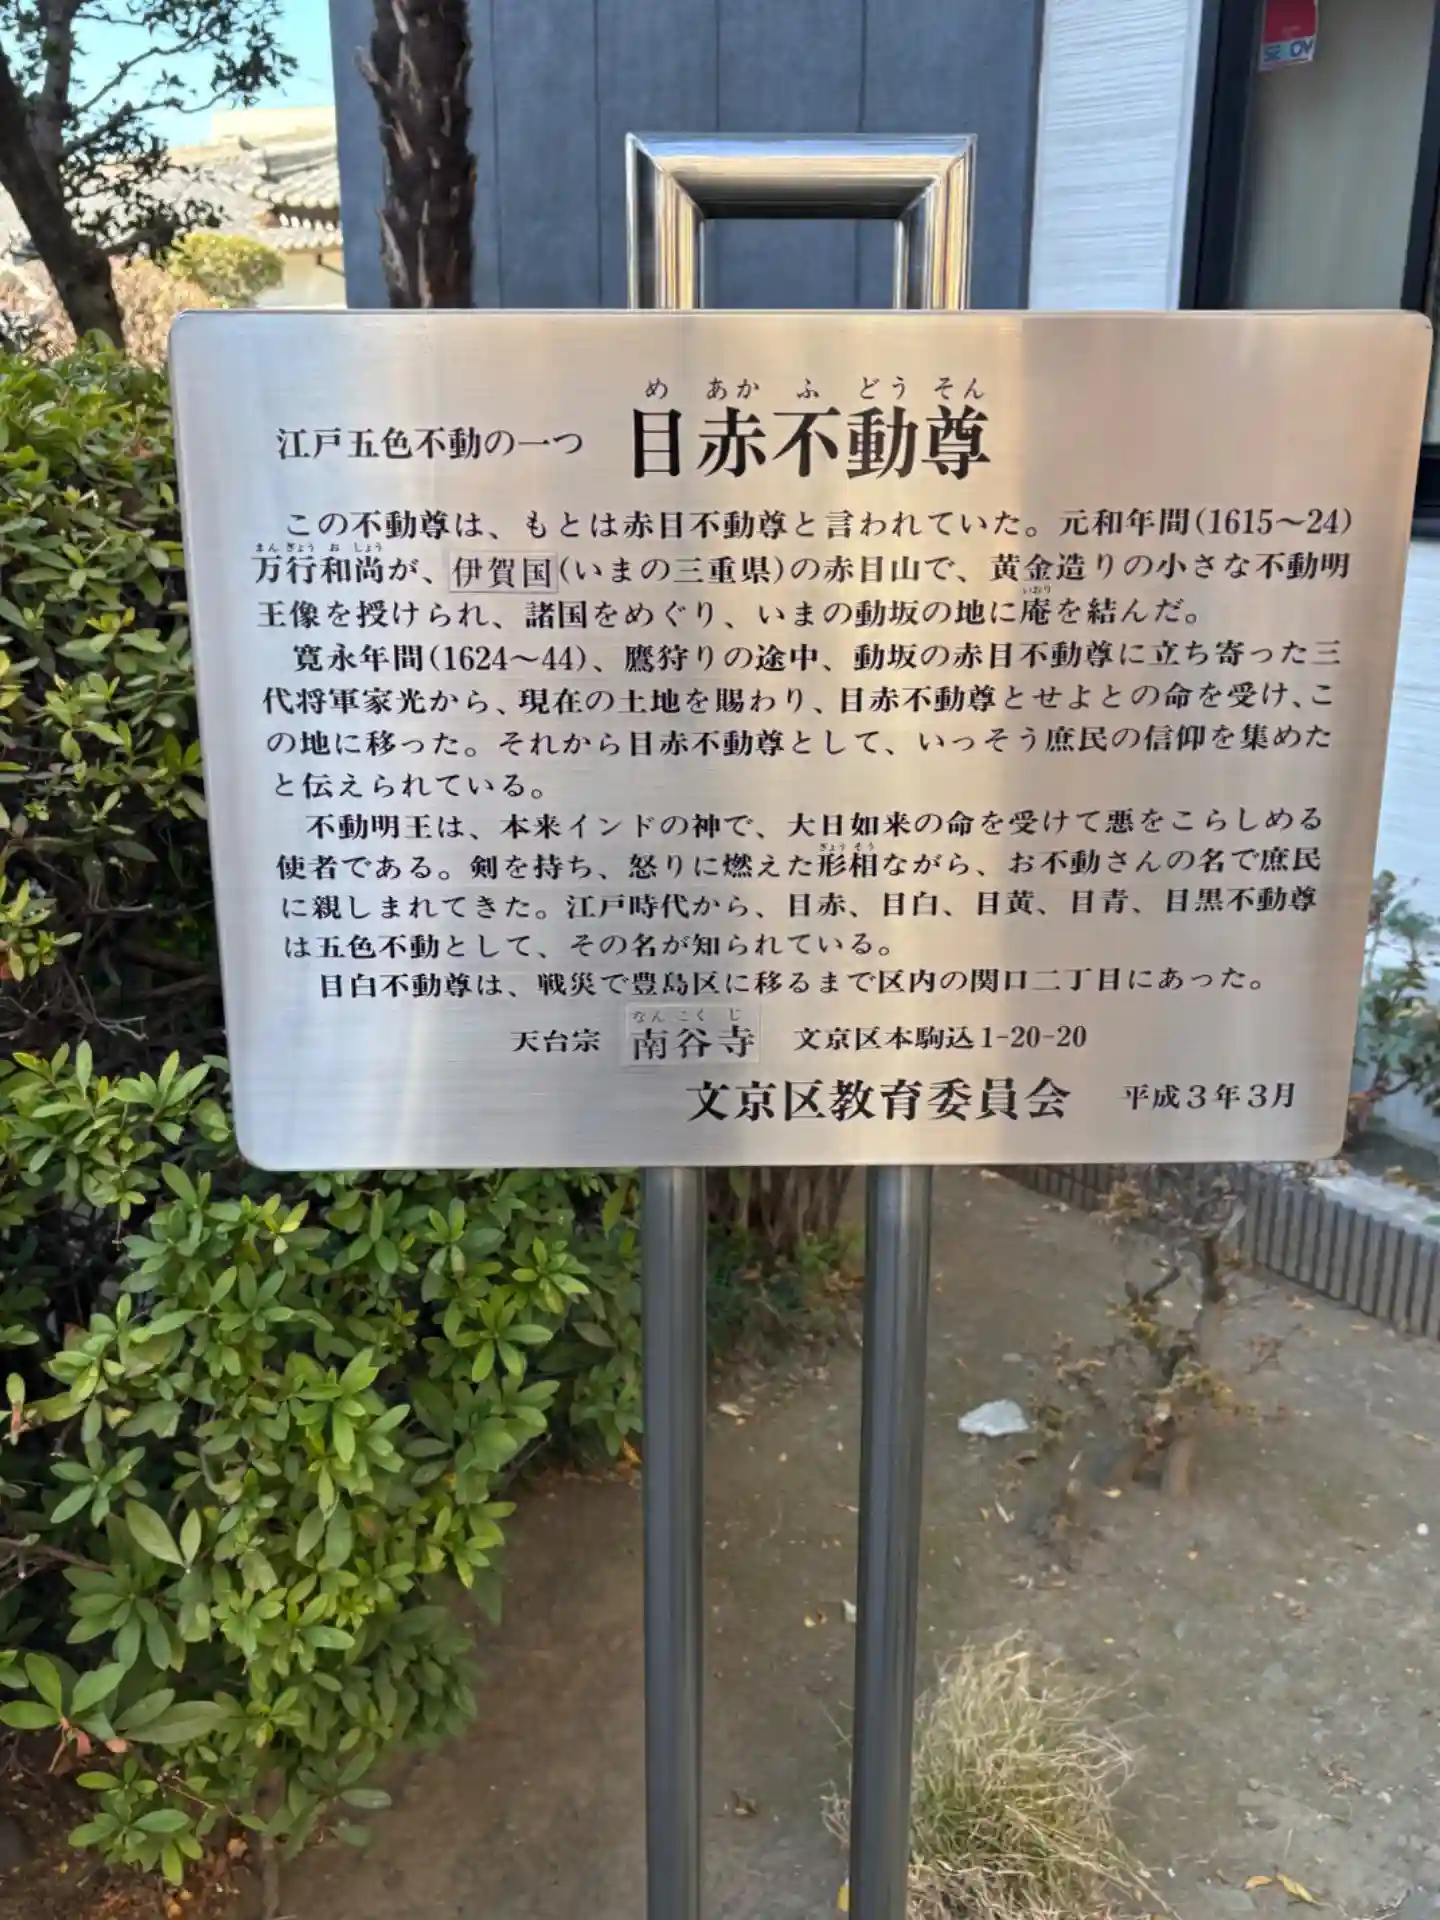 江戸五色不動の一つ 目赤不動尊
め あか ふ どう そん
この不動尊は、もとは赤目不動尊と言われていた。元和年間(1615〜24)
まん ぎょう お しょう
万行和尚が、伊賀国(いまの三重県)の赤目山で、黄金造りの小さな不動明
いおり
王像を授けられ、諸国をめぐり、いまの動坂の地に庵を結んだ。
寛永年間(1624〜44)、鷹狩りの途中、動坂の赤目不動尊に立ち寄った三
代将軍家光から、現在の土地を賜わり、目赤不動尊とせよとの命を受け、こ
の地に移った。それから目赤不動尊として、いっそう庶民の信仰を集めた
と伝えられている。
不動明王は、本来インドの神で、大日如来の命を受けて悪をこらしめる
ぎょう そう
使者である。剣を持ち、怒りに燃えた形相ながら、お不動さんの名で庶民
に親しまれてきた。江戸時代から、目赤、目白、目黄、目青、目黒不動尊
は五色不動として、その名が知られている。
目白不動尊は、戦災で豊島区に移るまで区内の関口二丁目にあった。
なん こく じ
天台宗 南谷寺 文京区本駒込1-20-20
文京区教育委員会 平成3年3月